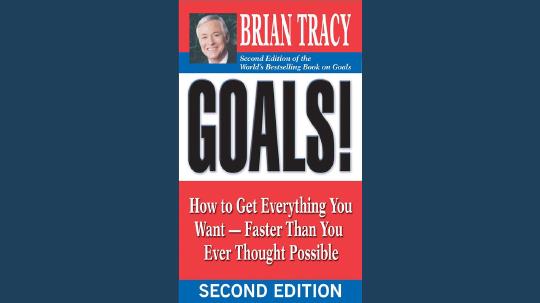 BRIAN TRACY
Second Edition of the
World's Bestselling Book on Goals
GOALS!
How to Get Everything You
Want — Faster Than You
Ever Thought Possible
SECOND EDITION